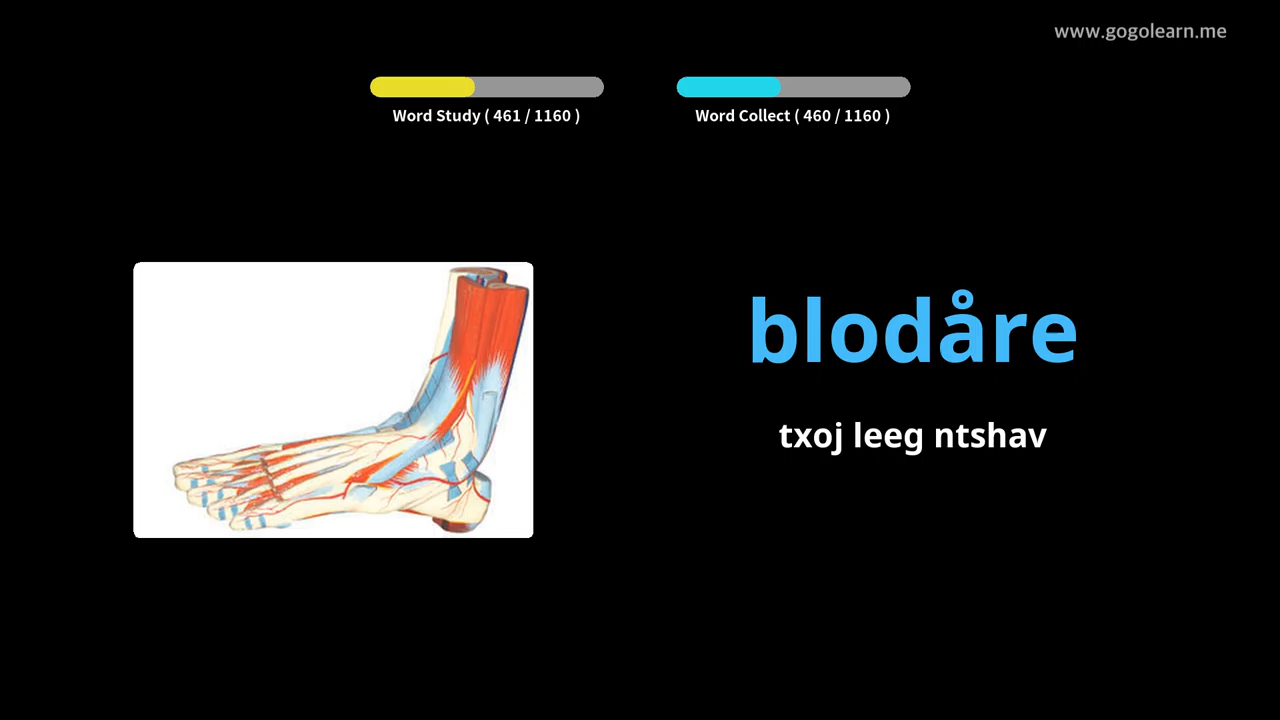 www.gogolearn.me
Word Study ( 461 / 1160 )
Word Collect ( 460 / 1160 )
blodåre
txoj leeg ntshav